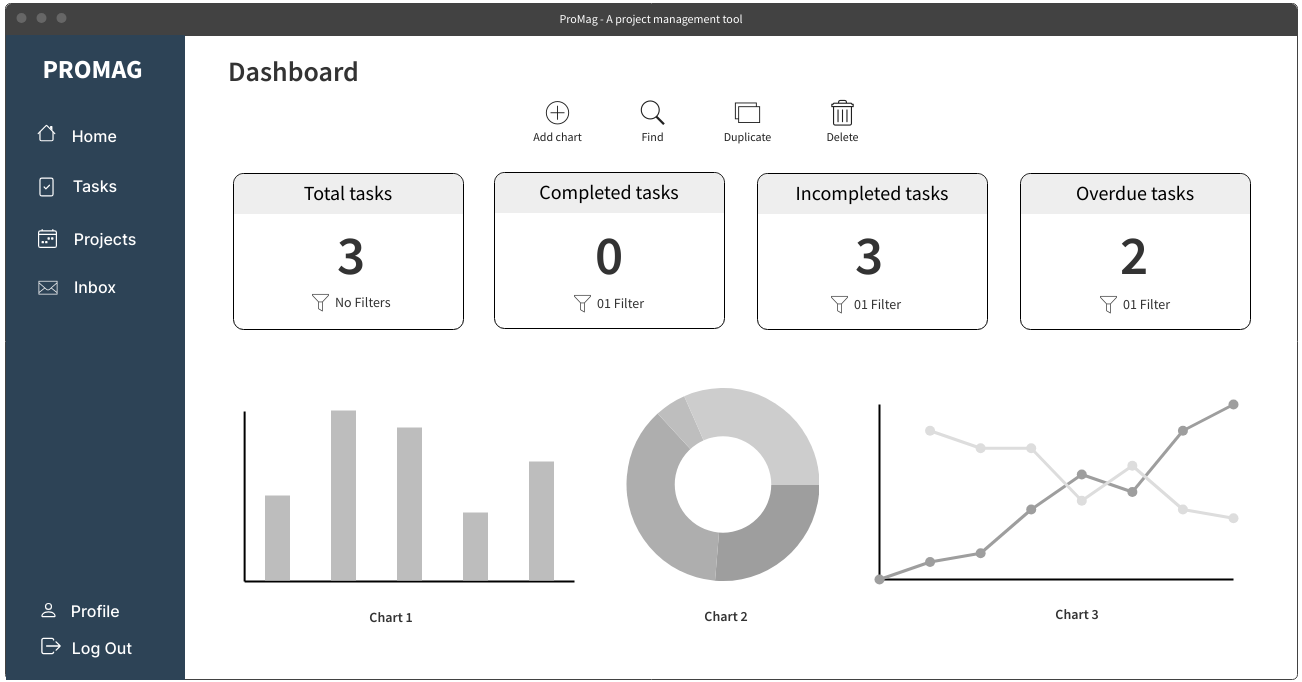 ProMag - A project management tool
PROMAG
Home
Tasks
Projects
Inbox
Profile
Log Out
Dashboard
Add chart
Find
Duplicate
Delete
Total tasks
3
No Filters
Completed tasks
0
01 Filter
Incompleted tasks
3
01 Filter
Overdue tasks
2
01 Filter
Chart 1
Chart 2
Chart 3